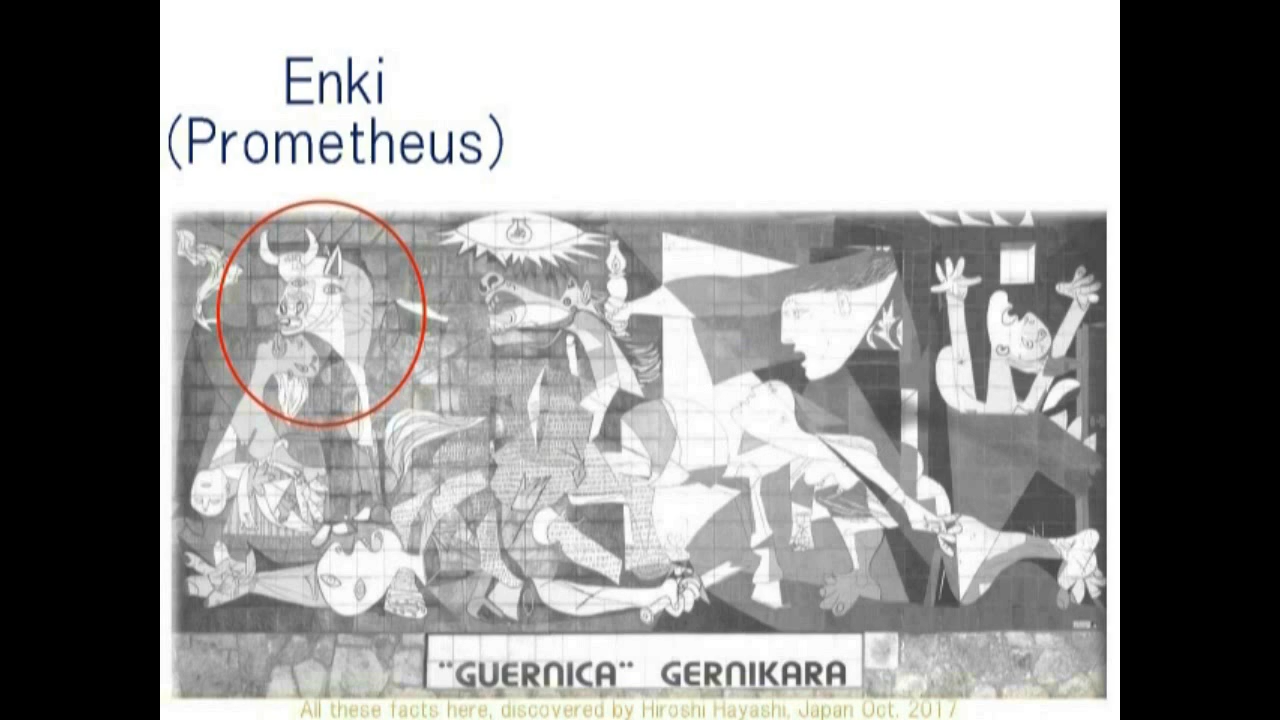 Enki
(Prometheus)
"GUERNICA" GERNIKARA
All these facts here, discovered by Hiroshi Hayashi, Japan Oct. 2017